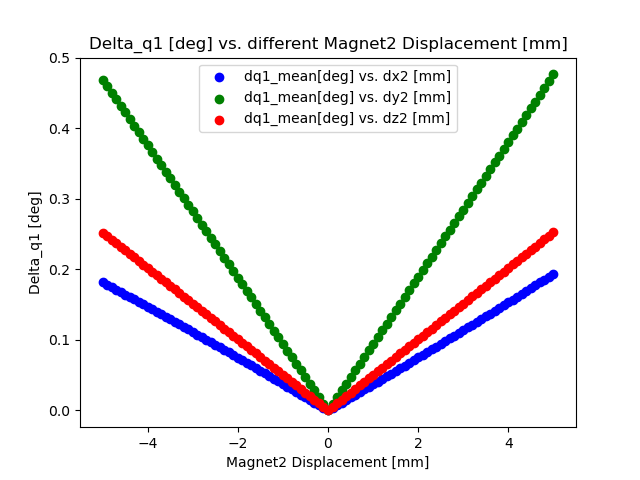 Delta_q1 [deg] vs. different Magnet2 Displacement [mm]
dq1_mean[deg] vs. dx2 [mm]
dq1_mean[deg] vs. dy2 [mm]
dq1_mean[deg] vs. dz2 [mm]
0.5
0.4
0.3
0.2
0.1
0.0
Delta_q1 [deg]
−4 −2 0 2 4
Magnet2 Displacement [mm]